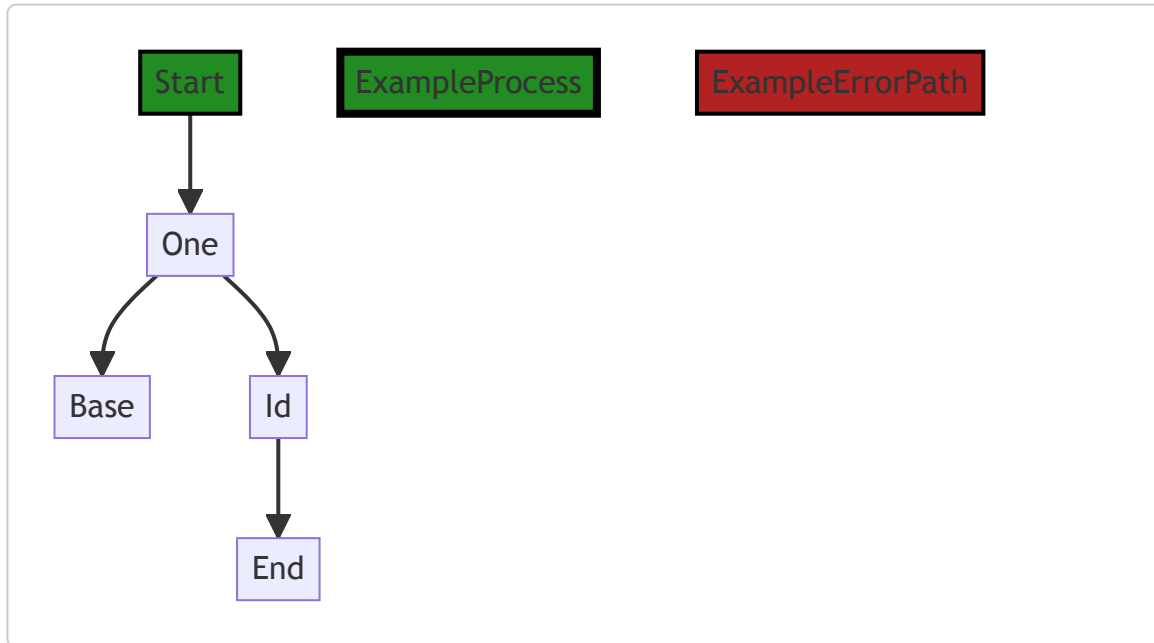 Start
ExampleProcess
ExampleErrorPath
One
Base
Id
End